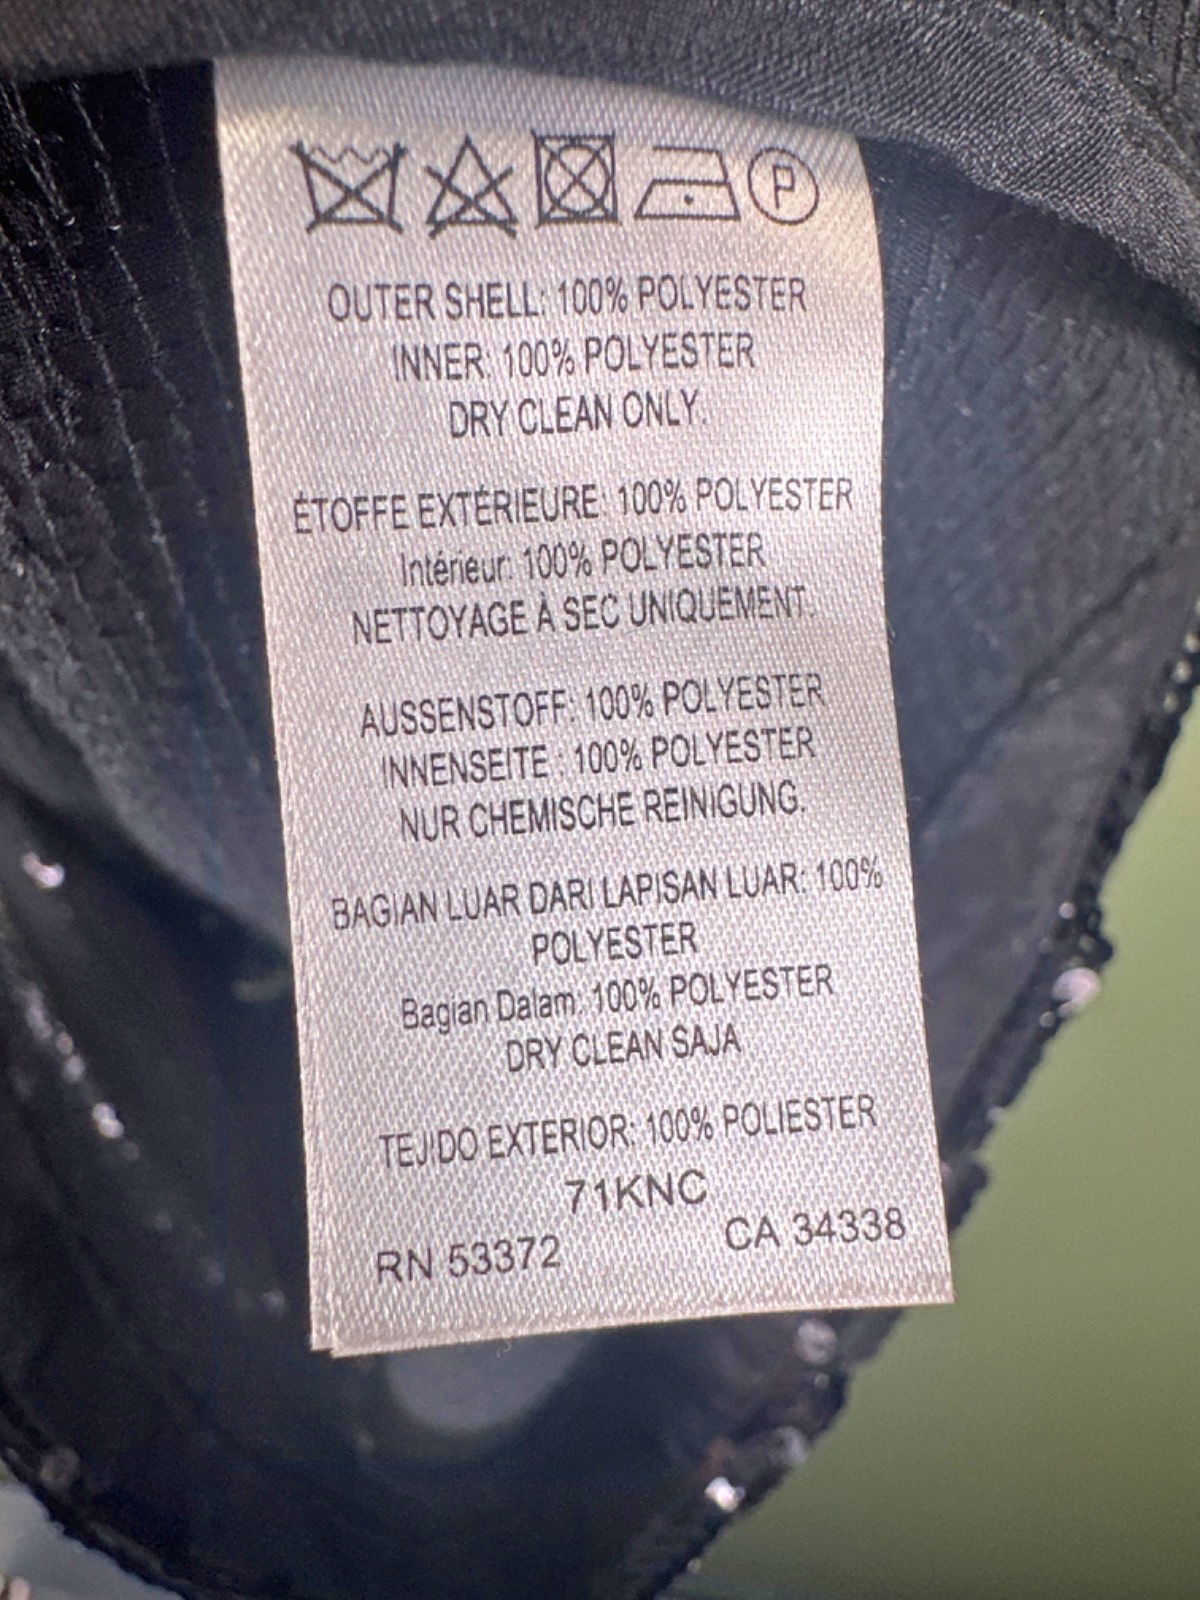 P
OUTER SHELL: 100% POLYESTER
INNER: 100% POLYESTER
DRY CLEAN ONLY.
ÉTOFFE EXTÉRIEURE: 100% POLYESTER
Intérieur: 100% POLYESTER
NETTOYAGE À SEC UNIQUEMENT.
AUSSENSTOFF: 100% POLYESTER
INNENSEITE : 100% POLYESTER
NUR CHEMISCHE REINIGUNG.
BAGIAN LUAR DARI LAPISAN LUAR: 100%
POLYESTER
Bagian Dalam: 100% POLYESTER
DRY CLEAN SAJA
TEJIDO EXTERIOR: 100% POLIESTER
71KNC
RN 53372 CA 34338